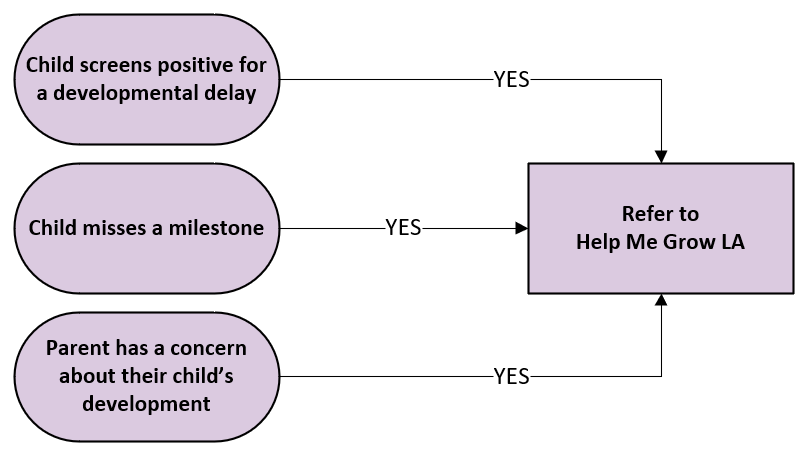 Child screens positive for
a developmental delay
YES
Child misses a milestone
YES
Refer to
Help Me Grow LA
Parent has a concern
about their child’s
development
YES